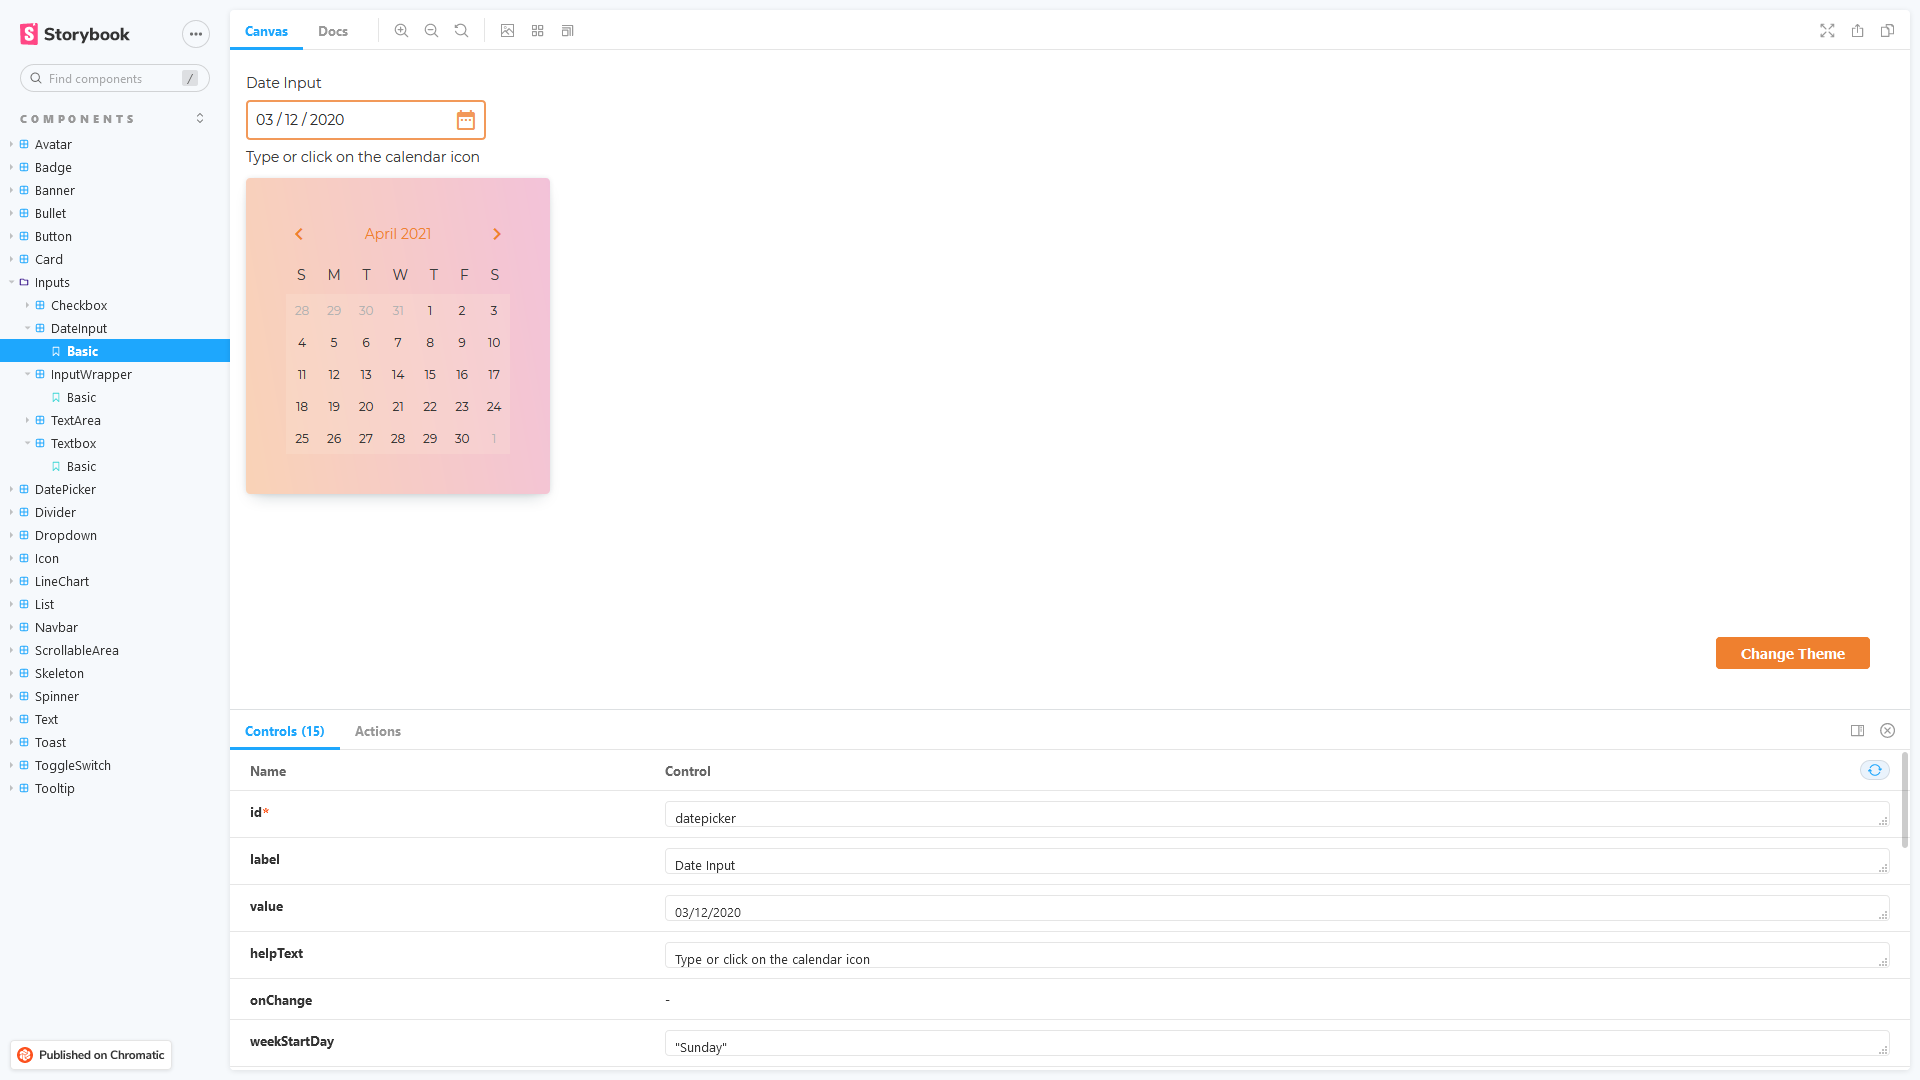 Storybook
Find components
/
COMPONENTS
Avatar
Badge
Banner
Bullet
Button
Card
Inputs
Checkbox
DateInput
Basic
InputWrapper
Basic
TextArea
Textbox
Basic
DatePicker
Divider
Dropdown
Icon
LineChart
List
Navbar
ScrollableArea
Skeleton
Spinner
Text
Toast
ToggleSwitch
Tooltip
Published on Chromatic
Canvas Docs
Date Input
03 / 12 / 2020
Type or click on the calendar icon
April 2021
S M T W T F S
28 29 30 31 1 2 3
4 5 6 7 8 9 10
11 12 13 14 15 16 17
18 19 20 21 22 23 24
25 26 27 28 29 30 1
Change Theme
Controls (15) Actions
Name Control
id* datepicker
label Date Input
value 03/12/2020
helpText Type or click on the calendar icon
onChange -
weekStartDay "Sunday"